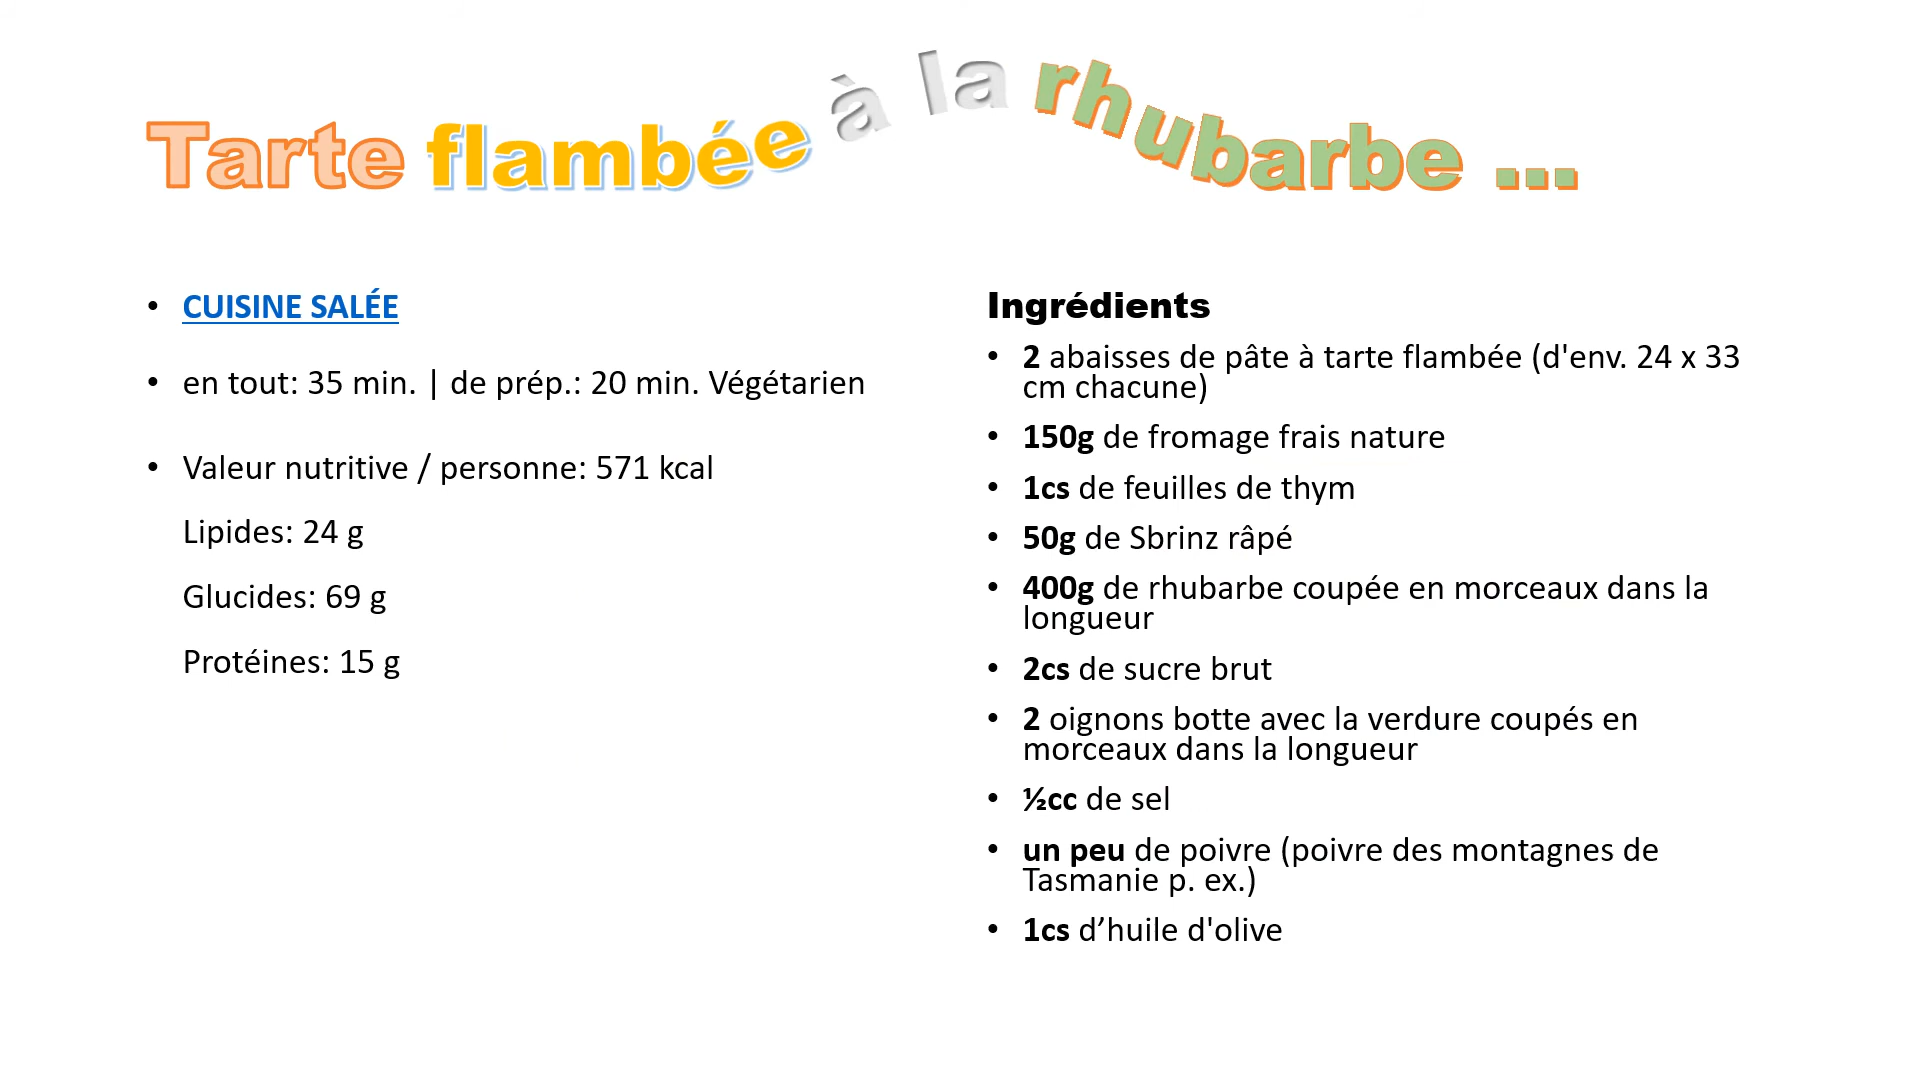 Tarte flambée à la rhubarbe ...
• CUISINE SALÉE
• en tout: 35 min. | de prép.: 20 min. Végétarien
• Valeur nutritive / personne: 571 kcal
Lipides: 24 g
Glucides: 69 g
Protéines: 15 g
Ingrédients
• 2 abaisses de pâte à tarte flambée (d'env. 24 x 33
cm chacune)
• 150g de fromage frais nature
• 1cs de feuilles de thym
• 50g de Sbrinz râpé
• 400g de rhubarbe coupée en morceaux dans la
longueur
• 2cs de sucre brut
• 2 oignons botte avec la verdure coupés en
morceaux dans la longueur
• ½cc de sel
• un peu de poivre (poivre des montagnes de
Tasmanie p. ex.)
• 1cs d’huile d'olive